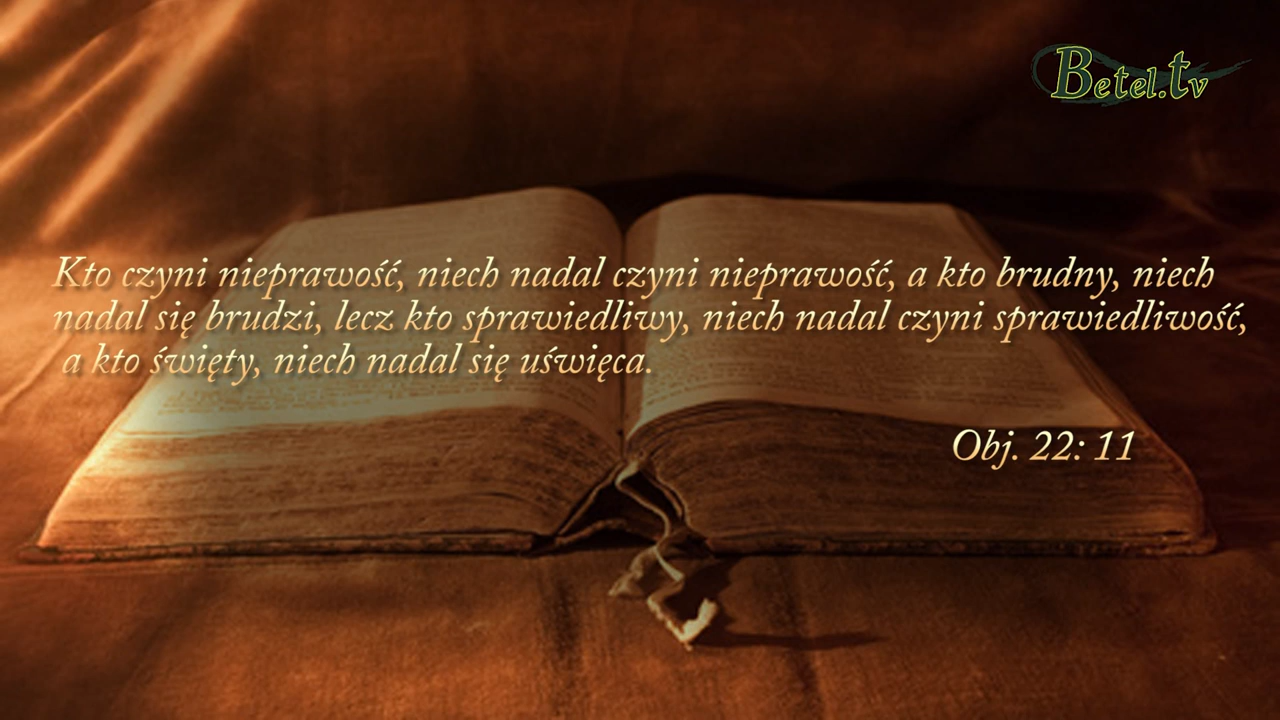 Betel.tv
Kto czyni nieprawość, niech nadal czyni nieprawość, a kto brudny, niech
nadal się brudzi, lecz kto sprawiedliwy, niech nadal czyni sprawiedliwość,
a kto święty, niech nadal się uświęca.
Obj. 22: 11